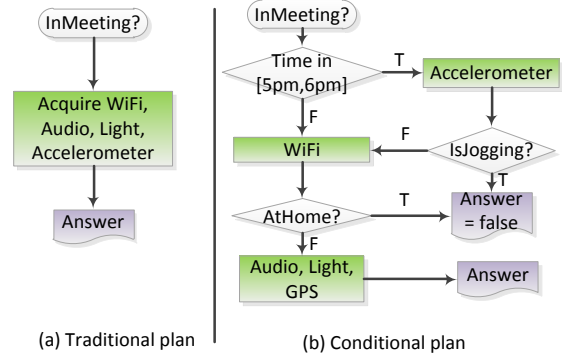 InMeeting?
Acquire WiFi,
Audio, Light,
Accelerometer
Answer
(a) Traditional plan
InMeeting?
Time in
[5pm,6pm]
T
Accelerometer
F
F
WiFi
IsJogging?
T
AtHome?
T
Answer
= false
F
Audio, Light,
GPS
Answer
(b) Conditional plan